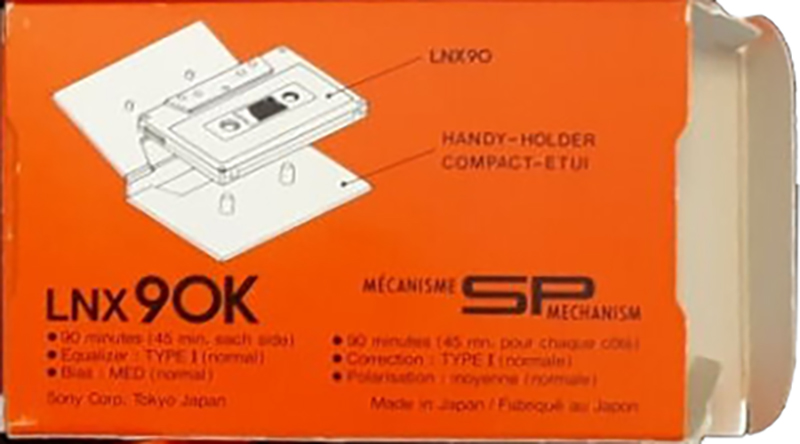 LNX90
HANDY-HOLDER
COMPACT-ETUI
LNX 90K
● 90 minutes (45 min. each side)
● Equalizer : TYPE I (normal)
● Bias : MED (normal)
Sony Corp. Tokyo Japan
MÉCANISME SP MECHANISM
● 90 minutes (45 mn. pour chaque côté)
● Correction : TYPE I (normale)
● Polarisation : moyenne (normale)
Made in Japan / Fabriqué au Japon